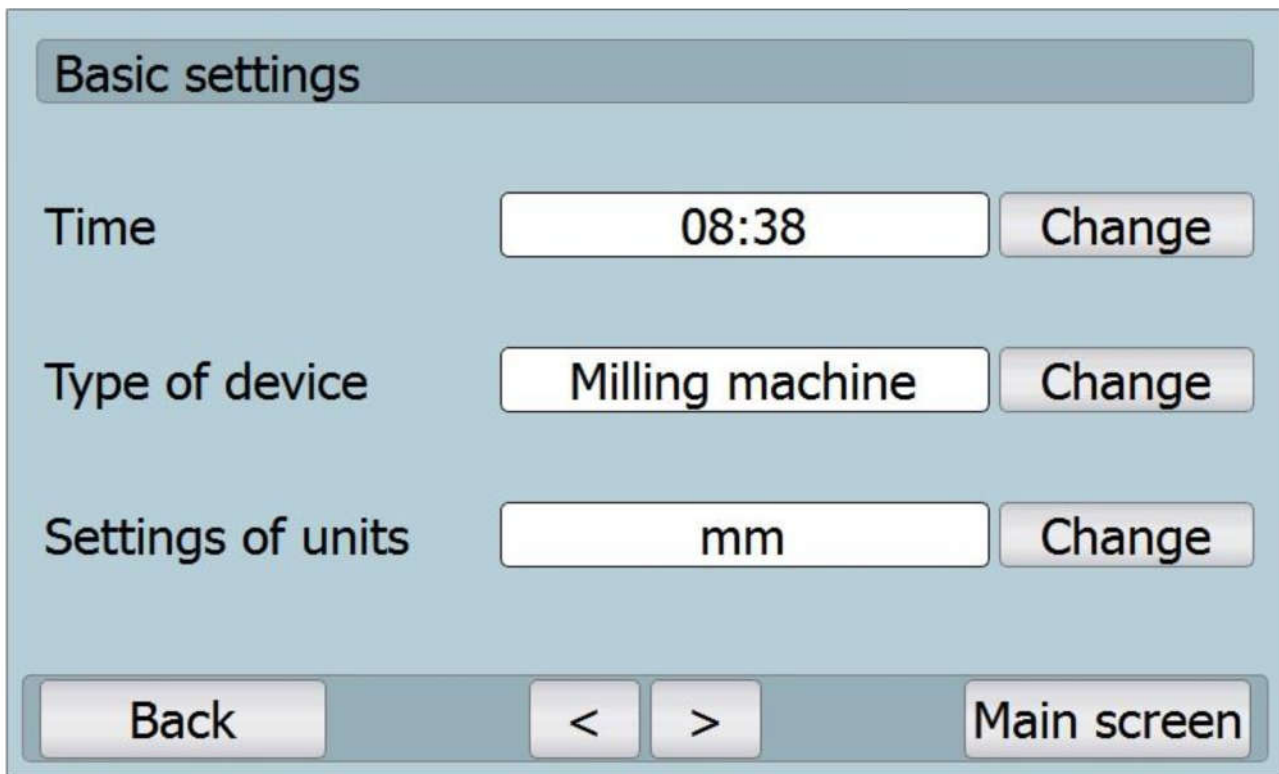 Basic settings
Time 08:38 Change
Type of device Milling machine Change
Settings of units mm Change
Back < > Main screen